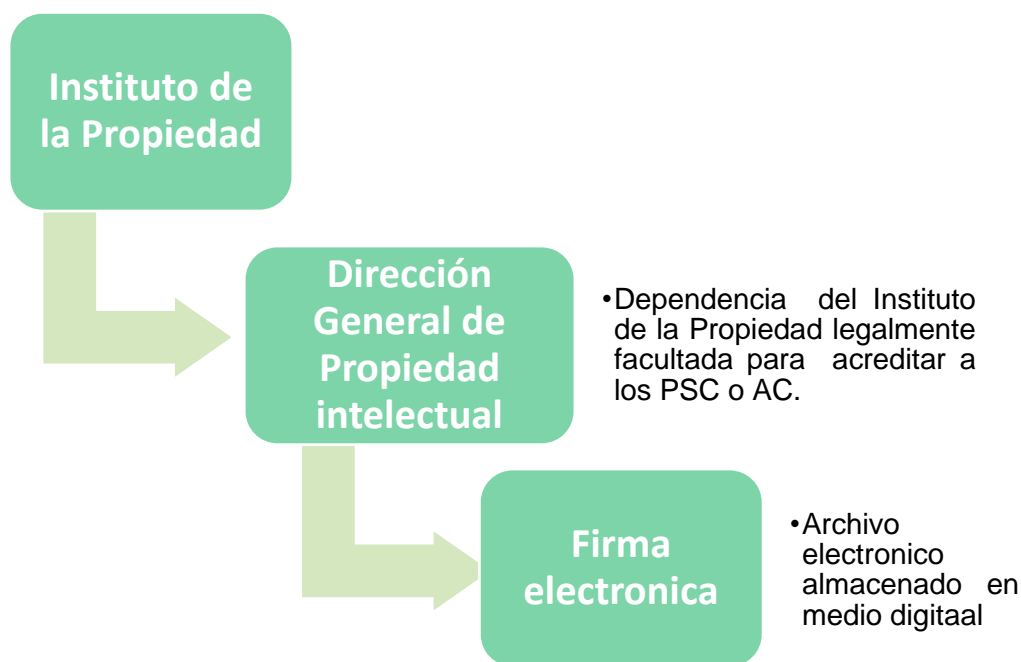 Instituto de
la Propiedad
Dirección
General de
Propiedad
intelectual
•Dependencia del Instituto
de la Propiedad legalmente
facultada para acreditar a
los PSC o AC.
Firma
electronica
•Archivo
electronico
almacenado en
medio digitaal